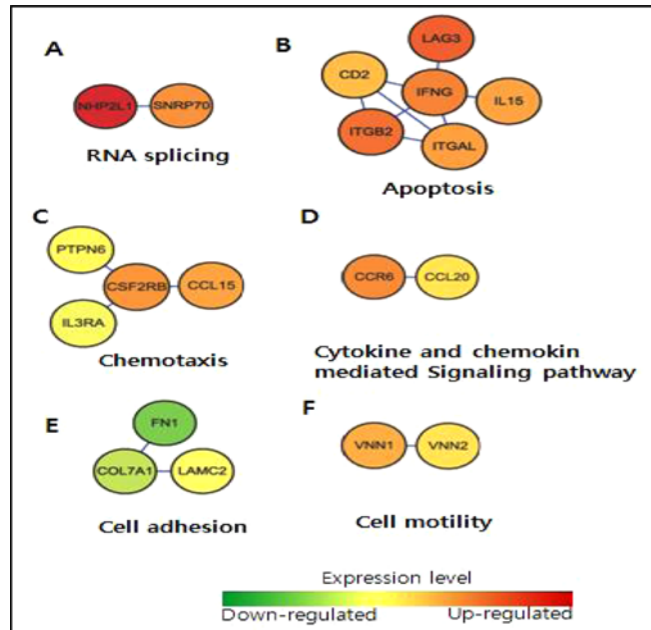 A
NHP2L1
SNRP70
RNA splicing
B
LAG3
CD2
IFNG
IL15
ITGB2
ITGAL
Apoptosis
C
PTPN6
CSF2RB
CCL15
IL3RA
Chemotaxis
D
CCR6
CCL20
Cytokine and chemokin
mediated Signaling pathway
E
FN1
COL7A1
LAMC2
Cell adhesion
F
VNN1
VNN2
Cell motility
Expression level
Down-regulated
Up-regulated